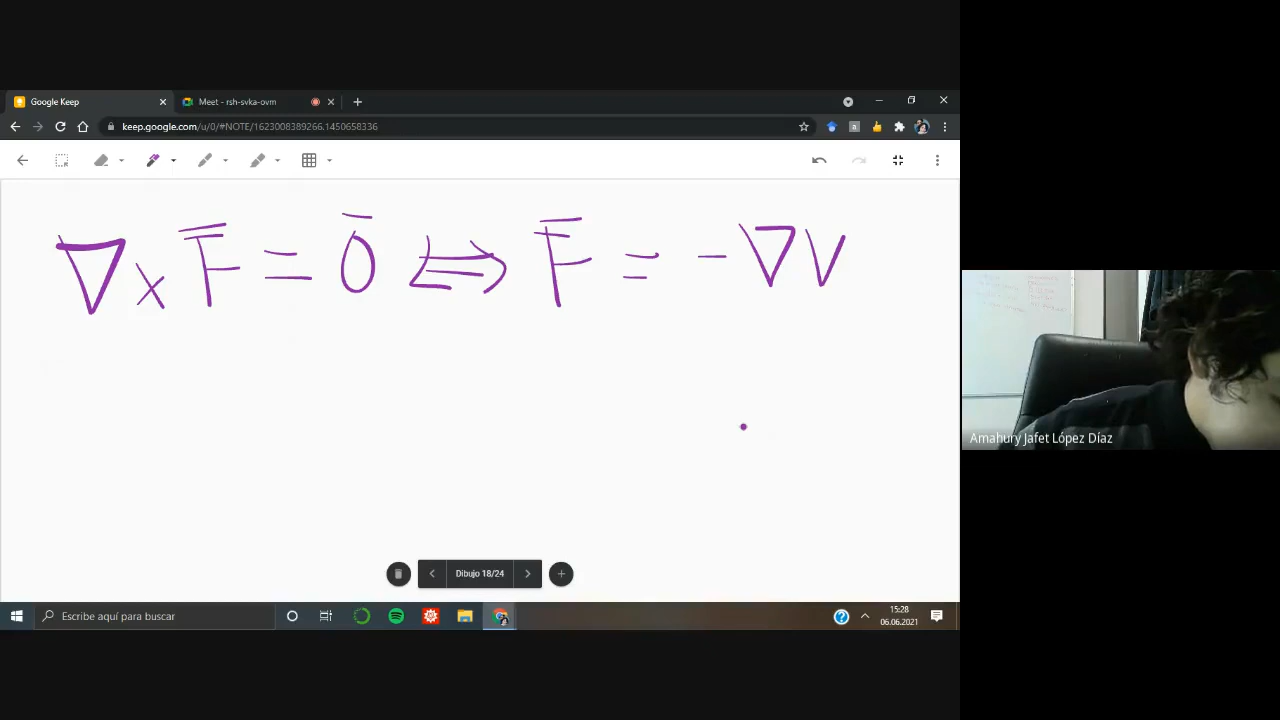 Google Keep
Meet - rsh-svka-ovm
keep.google.com/u/0/#NOTE/1623008389266.1450658336
∇ x F̅ = 0̅ ⟺ F̅ = - ∇V
Amahury Jafet López Díaz
Dibujo 18/24
Escribe aquí para buscar
15:28
06.06.2021